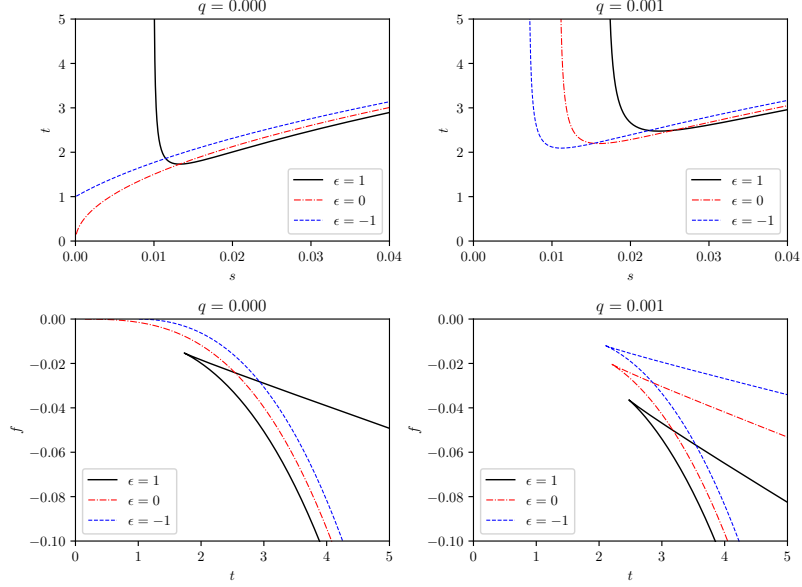 q = 0.000
t
5
4
3
2
1
0
0.00 0.01 0.02 0.03 0.04
s
ϵ = 1
ϵ = 0
ϵ = −1
q = 0.001
t
5
4
3
2
1
0
0.00 0.01 0.02 0.03 0.04
s
ϵ = 1
ϵ = 0
ϵ = −1
q = 0.000
f
0.00
−0.02
−0.04
−0.06
−0.08
−0.10
0 1 2 3 4 5
t
ϵ = 1
ϵ = 0
ϵ = −1
q = 0.001
f
0.00
−0.02
−0.04
−0.06
−0.08
−0.10
0 1 2 3 4 5
t
ϵ = 1
ϵ = 0
ϵ = −1